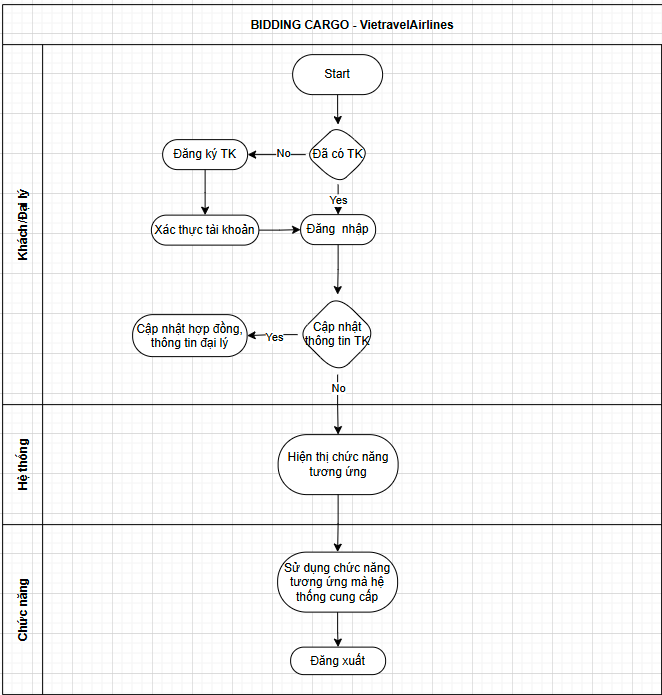 BIDDING CARGO - VietravelAirlines
Khách/Đại lý
Start
Đã có TK
No
Đăng ký TK
Yes
Xác thực tài khoản
Đăng nhập
Cập nhật
thông tin TK
Yes
Cập nhật hợp đồng,
thông tin đại lý
No
Hệ thống
Hiện thị chức năng
tương ứng
Chức năng
Sử dụng chức năng
tương ứng mà hệ
thống cung cấp
Đăng xuất